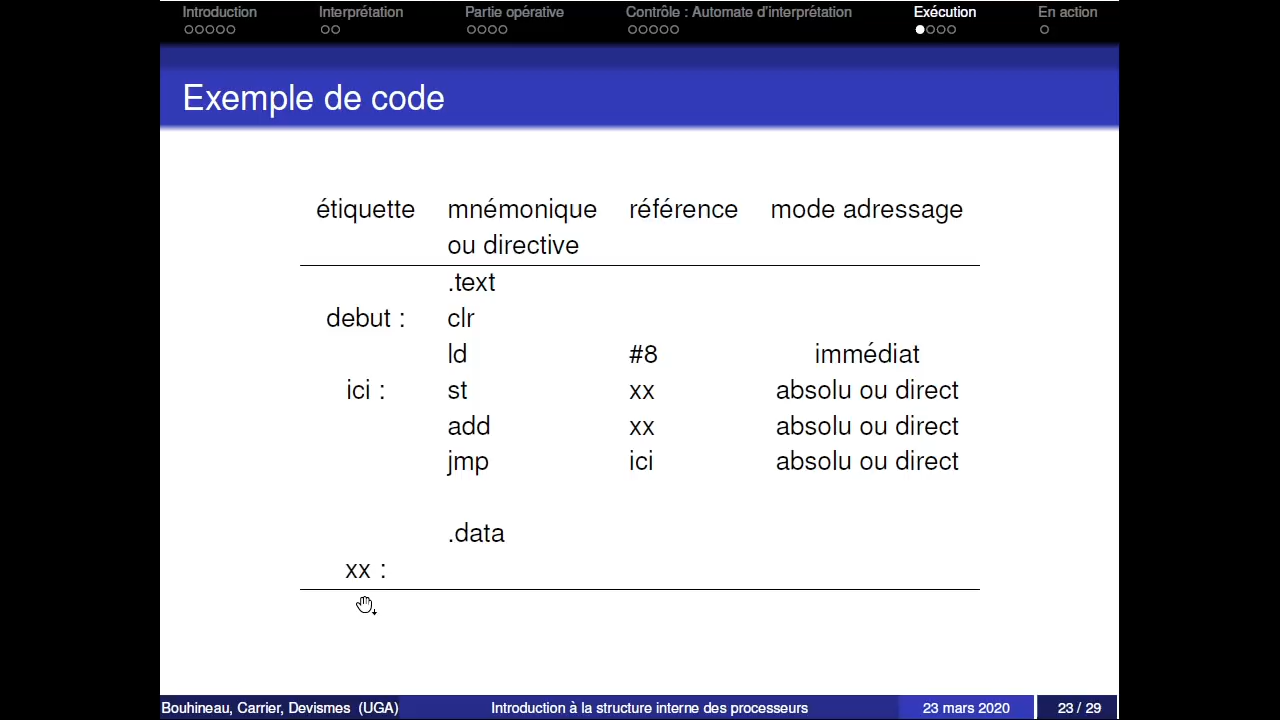 Introduction Interprétation Partie opérative Contrôle : Automate d'interprétation Exécution En action
Exemple de code
étiquette mnémonique référence mode adressage
ou directive
.text
debut : clr
ld #8 immédiat
ici : st xx absolu ou direct
add xx absolu ou direct
jmp ici absolu ou direct
.data
xx :
Bouhineau, Carrier, Devismes (UGA) Introduction à la structure interne des processeurs 23 mars 2020 23 / 29